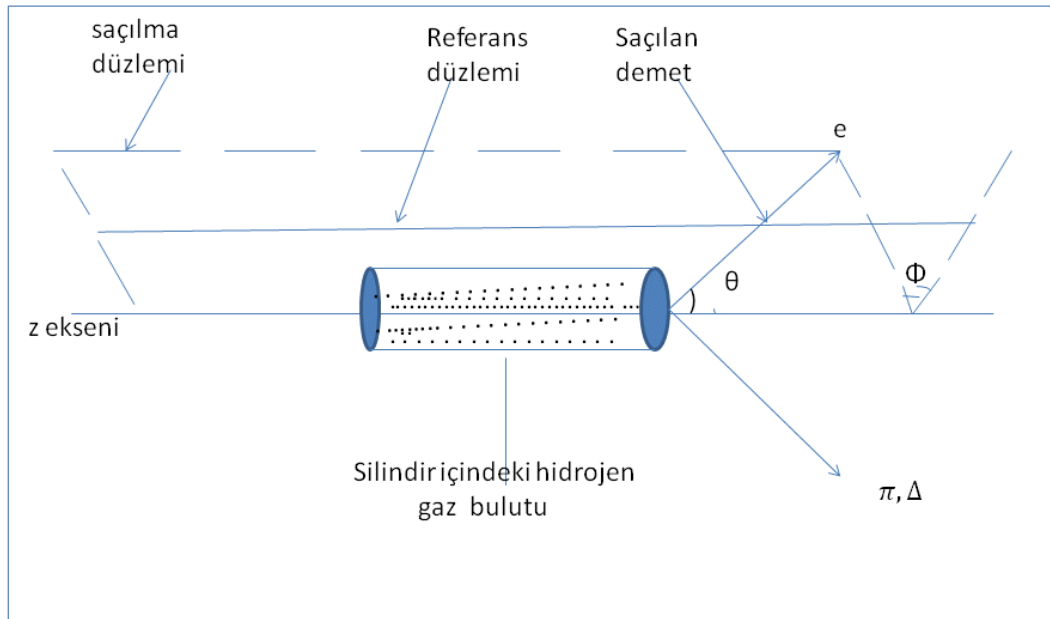 saçılma
düzlemi
Referans
düzlemi
Saçılan
demet
e
θ
Φ
z ekseni
Silindir içindeki hidrojen
gaz bulutu
π, Δ